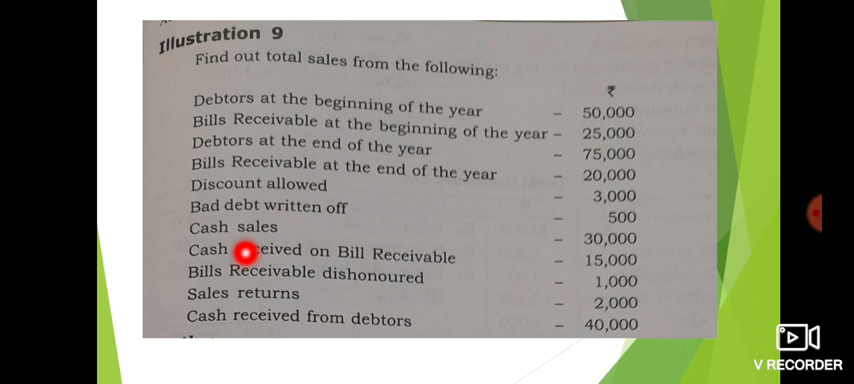 Illustration 9
Find out total sales from the following:
₹
Debtors at the beginning of the year – 50,000
Bills Receivable at the beginning of the year – 25,000
Debtors at the end of the year – 75,000
Bills Receivable at the end of the year – 20,000
Discount allowed – 3,000
Bad debt written off – 500
Cash sales – 30,000
Cash received on Bill Receivable – 15,000
Bills Receivable dishonoured – 1,000
Sales returns – 2,000
Cash received from debtors – 40,000
V RECORDER